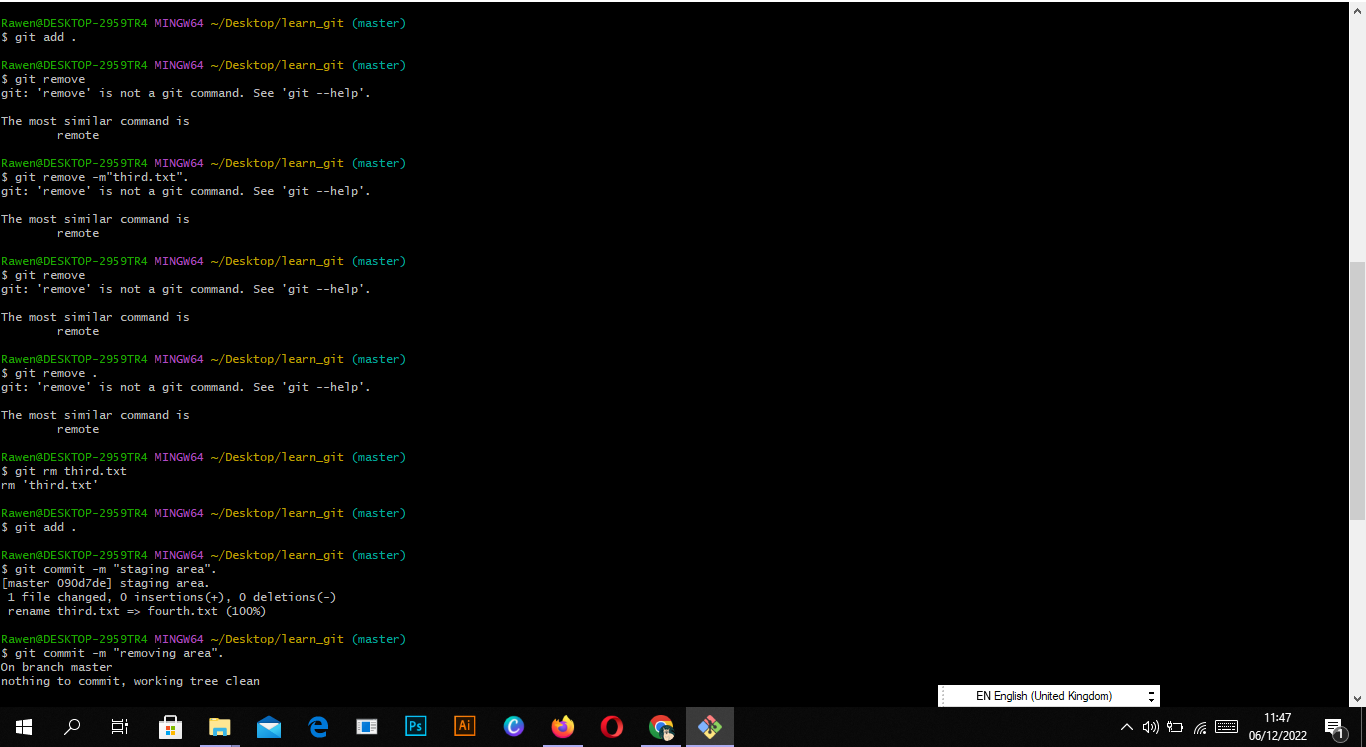 Rawen@DESKTOP-2959TR4 MINGW64 ~/Desktop/learn_git (master)
$ git add .
Rawen@DESKTOP-2959TR4 MINGW64 ~/Desktop/learn_git (master)
$ git remove
git: 'remove' is not a git command. See 'git --help'.
The most similar command is
remote
Rawen@DESKTOP-2959TR4 MINGW64 ~/Desktop/learn_git (master)
$ git remove -m"third.txt".
git: 'remove' is not a git command. See 'git --help'.
The most similar command is
remote
Rawen@DESKTOP-2959TR4 MINGW64 ~/Desktop/learn_git (master)
$ git remove
git: 'remove' is not a git command. See 'git --help'.
The most similar command is
remote
Rawen@DESKTOP-2959TR4 MINGW64 ~/Desktop/learn_git (master)
$ git remove .
git: 'remove' is not a git command. See 'git --help'.
The most similar command is
remote
Rawen@DESKTOP-2959TR4 MINGW64 ~/Desktop/learn_git (master)
$ git rm third.txt
rm 'third.txt'
Rawen@DESKTOP-2959TR4 MINGW64 ~/Desktop/learn_git (master)
$ git add .
Rawen@DESKTOP-2959TR4 MINGW64 ~/Desktop/learn_git (master)
$ git commit -m "staging area".
[master 090d7de] staging area.
1 file changed, 0 insertions(+), 0 deletions(-)
rename third.txt => fourth.txt (100%)
Rawen@DESKTOP-2959TR4 MINGW64 ~/Desktop/learn_git (master)
$ git commit -m "removing area".
On branch master
nothing to commit, working tree clean
EN English (United Kingdom)
Ps
Ai
11:47
06/12/2022
1